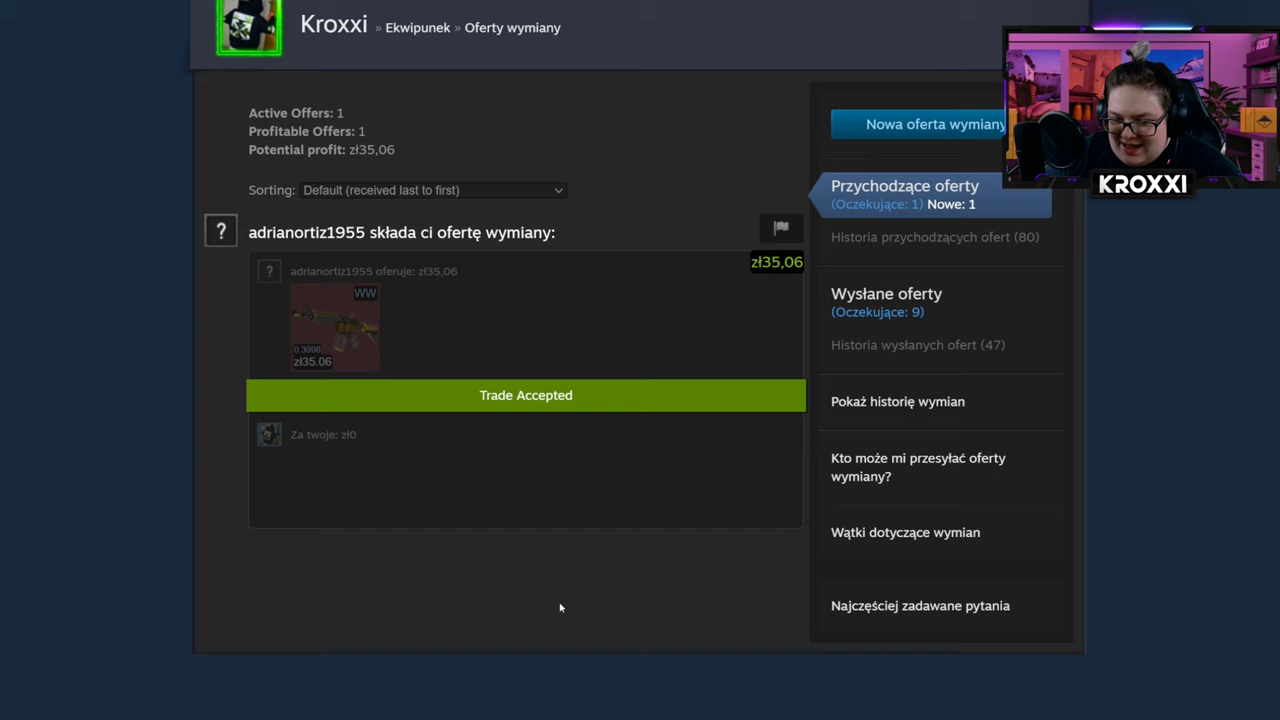 Kroxxi » Ekwipunek » Oferty wymiany
Active Offers: 1
Profitable Offers: 1
Potential profit: zł35,06
Sorting: Default (received last to first)
? adrianortiz1955 składa ci ofertę wymiany:
zł35,06
? adrianortiz1955 oferuje: zł35,06
WW
0.3998
zł35.06
Trade Accepted
Za twoje: zł0
Nowa oferta wymiany
Przychodzące oferty
(Oczekujące: 1) Nowe: 1
Historia przychodzących ofert (80)
Wysłane oferty
(Oczekujące: 9)
Historia wysłanych ofert (47)
Pokaż historię wymian
Kto może mi przesyłać oferty
wymiany?
Wątki dotyczące wymian
Najczęściej zadawane pytania
KROXXI